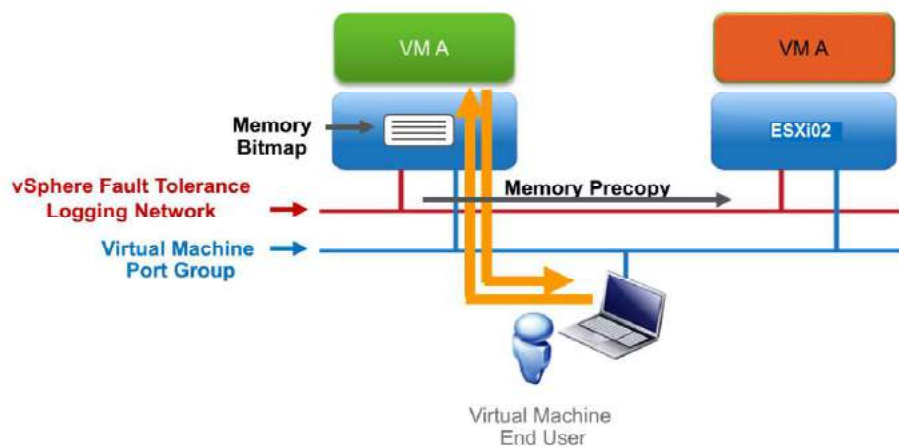 VM A
VM A
Memory
Bitmap
ESXi02
vSphere Fault Tolerance
Logging Network
Memory Precopy
Virtual Machine
Port Group
Virtual Machine
End User